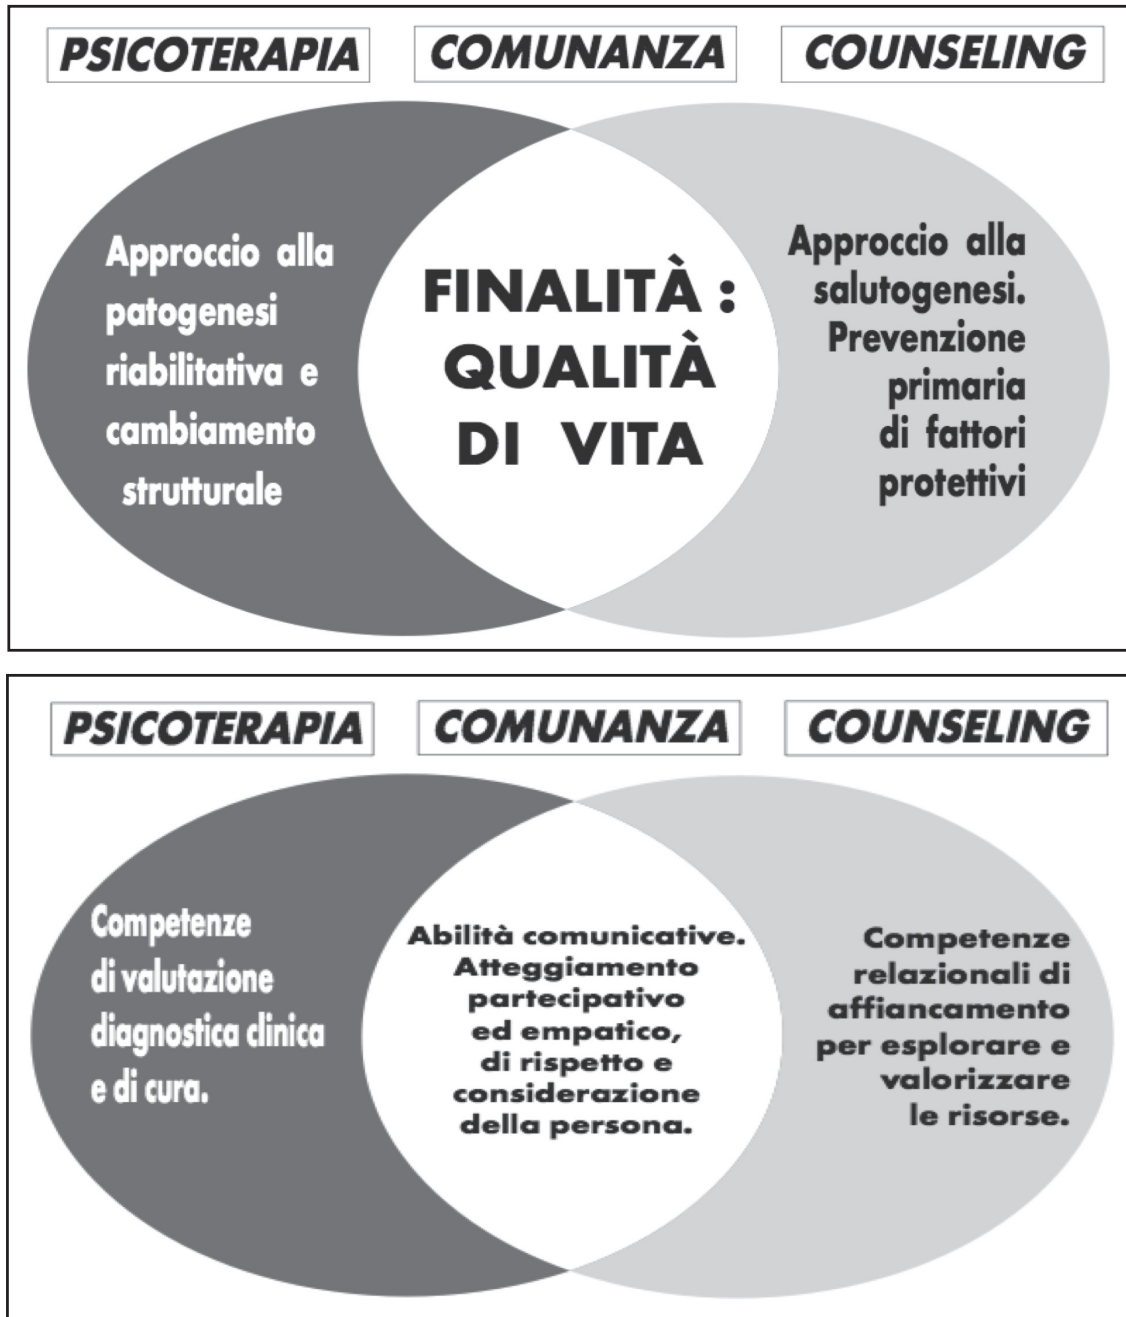 PSICOTERAPIA
COMUNANZA
COUNSELING
Approccio alla
patogenesi
riabilitativa e
cambiamento
strutturale
FINALITÀ :
QUALITÀ
DI VITA
Approccio alla
salutogenesi.
Prevenzione
primaria
di fattori
protettivi
PSICOTERAPIA
COMUNANZA
COUNSELING
Competenze
di valutazione
diagnostica clinica
e di cura.
Abilità comunicative.
Atteggiamento
partecipativo
ed empatico,
di rispetto e
considerazione
della persona.
Competenze
relazionali di
affiancamento
per esplorare e
valorizzare
le risorse.